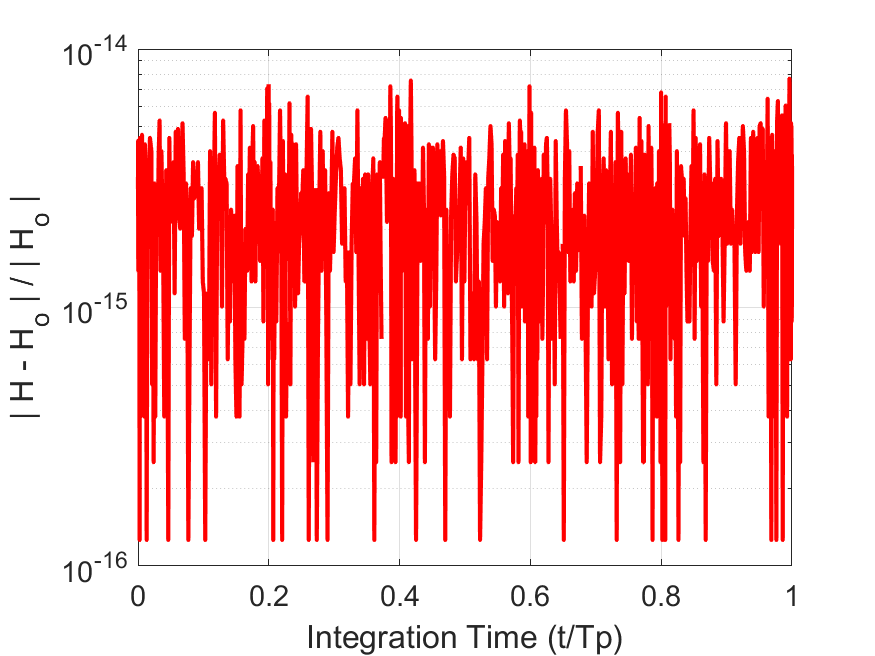 10^-14
10^-15
10^-16
| H - H_o | / | H_o |
0 0.2 0.4 0.6 0.8 1
Integration Time (t/Tp)